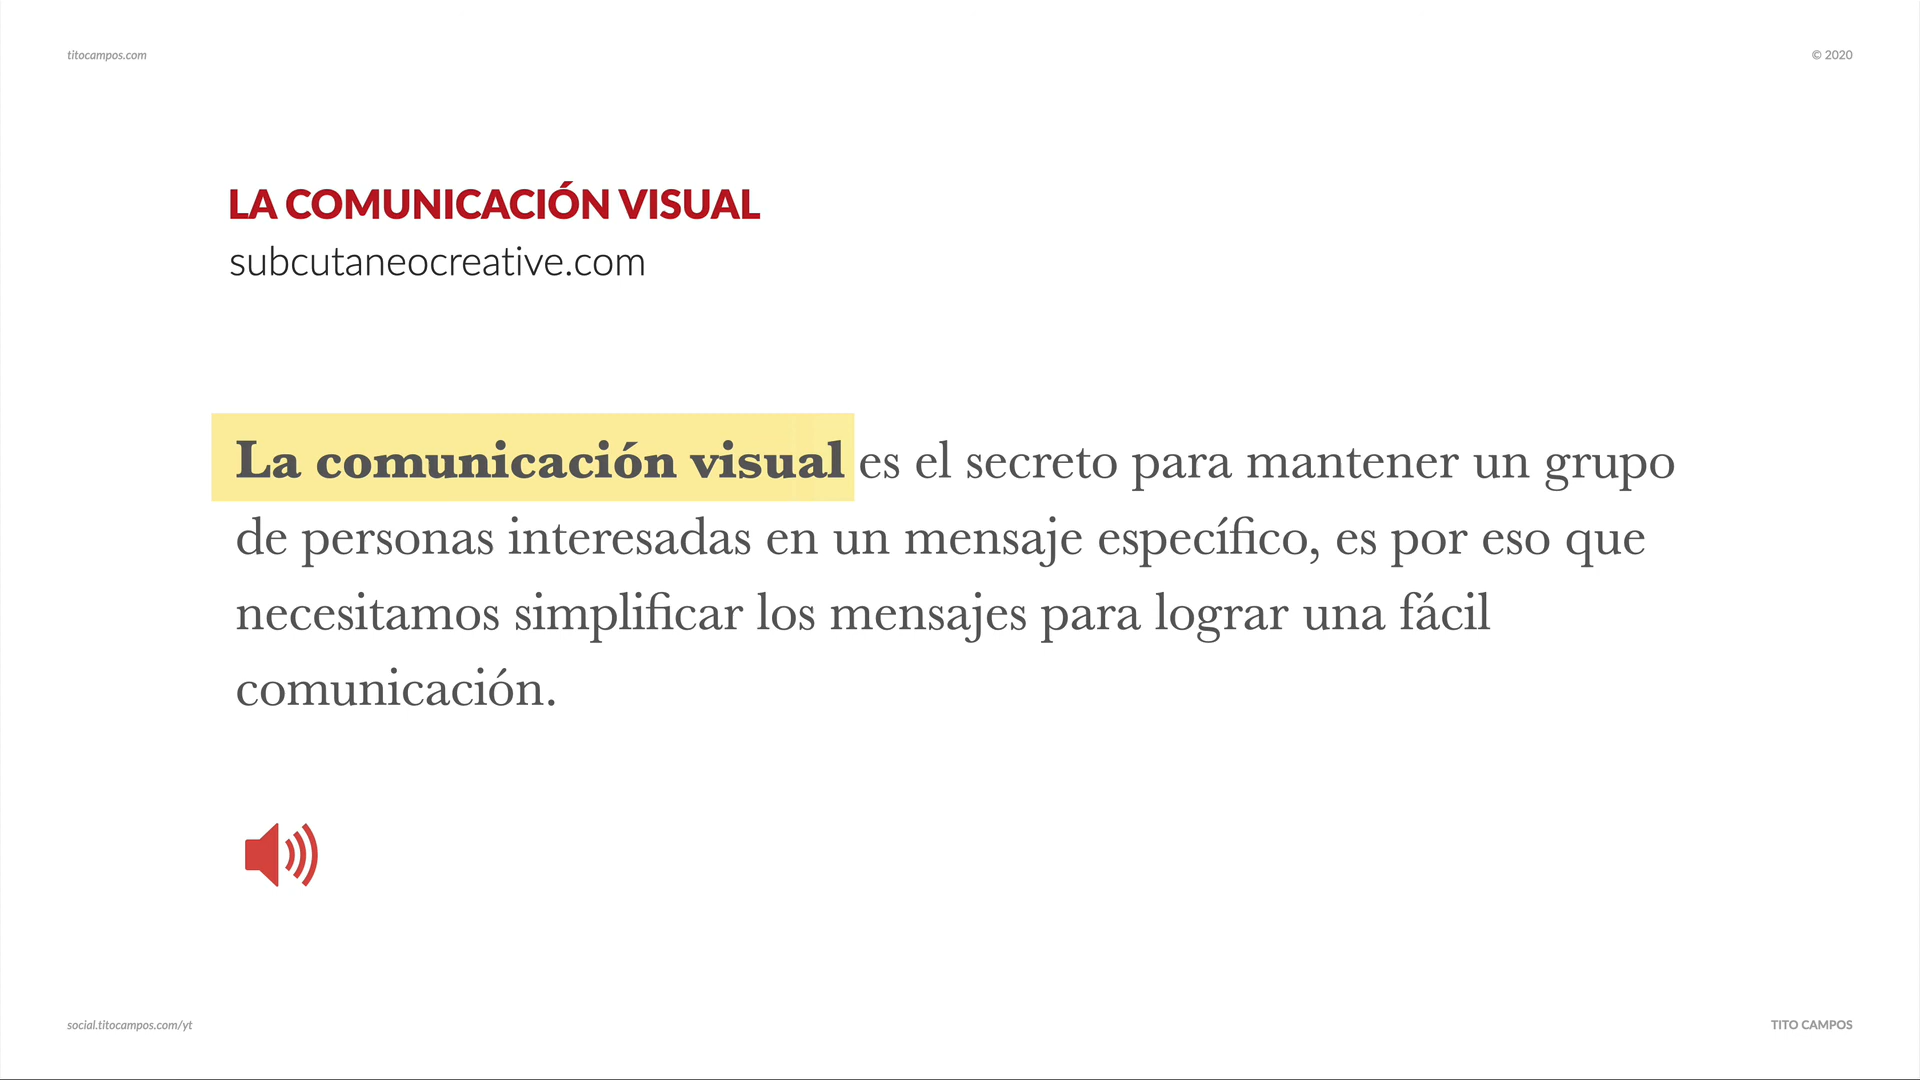 titocampos.com
© 2020
LA COMUNICACIÓN VISUAL
subcutaneocreative.com
La comunicación visual es el secreto para mantener un grupo
de personas interesadas en un mensaje específico, es por eso que
necesitamos simplificar los mensajes para lograr una fácil
comunicación.
social.titocampos.com/yt
TITO CAMPOS